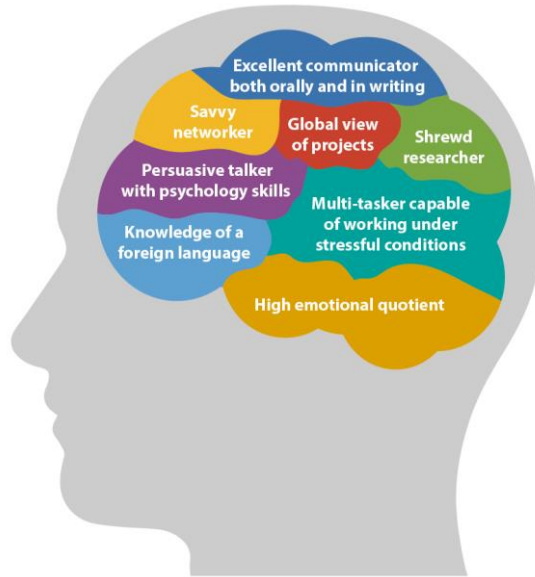 Excellent communicator
both orally and in writing
Savvy
networker
Global view
of projects
Shrewd
researcher
Persuasive talker
with psychology skills
Multi-tasker capable
of working under
stressful conditions
Knowledge of a
foreign language
High emotional quotient